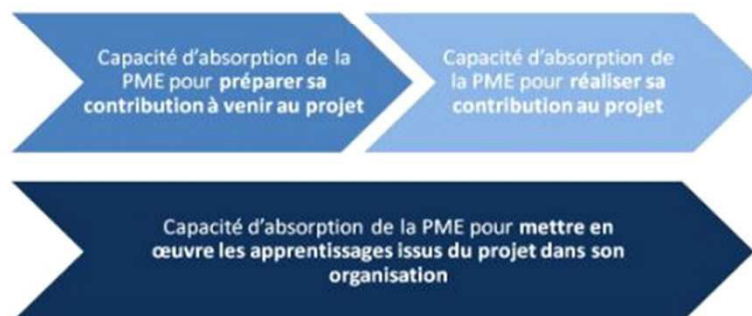 Capacité d'absorption de la
PME pour préparer sa
contribution à venir au projet
Capacité d'absorption de
la PME pour réaliser sa
contribution au projet
Capacité d'absorption de la PME pour mettre en
œuvre les apprentissages issus du projet dans son
organisation